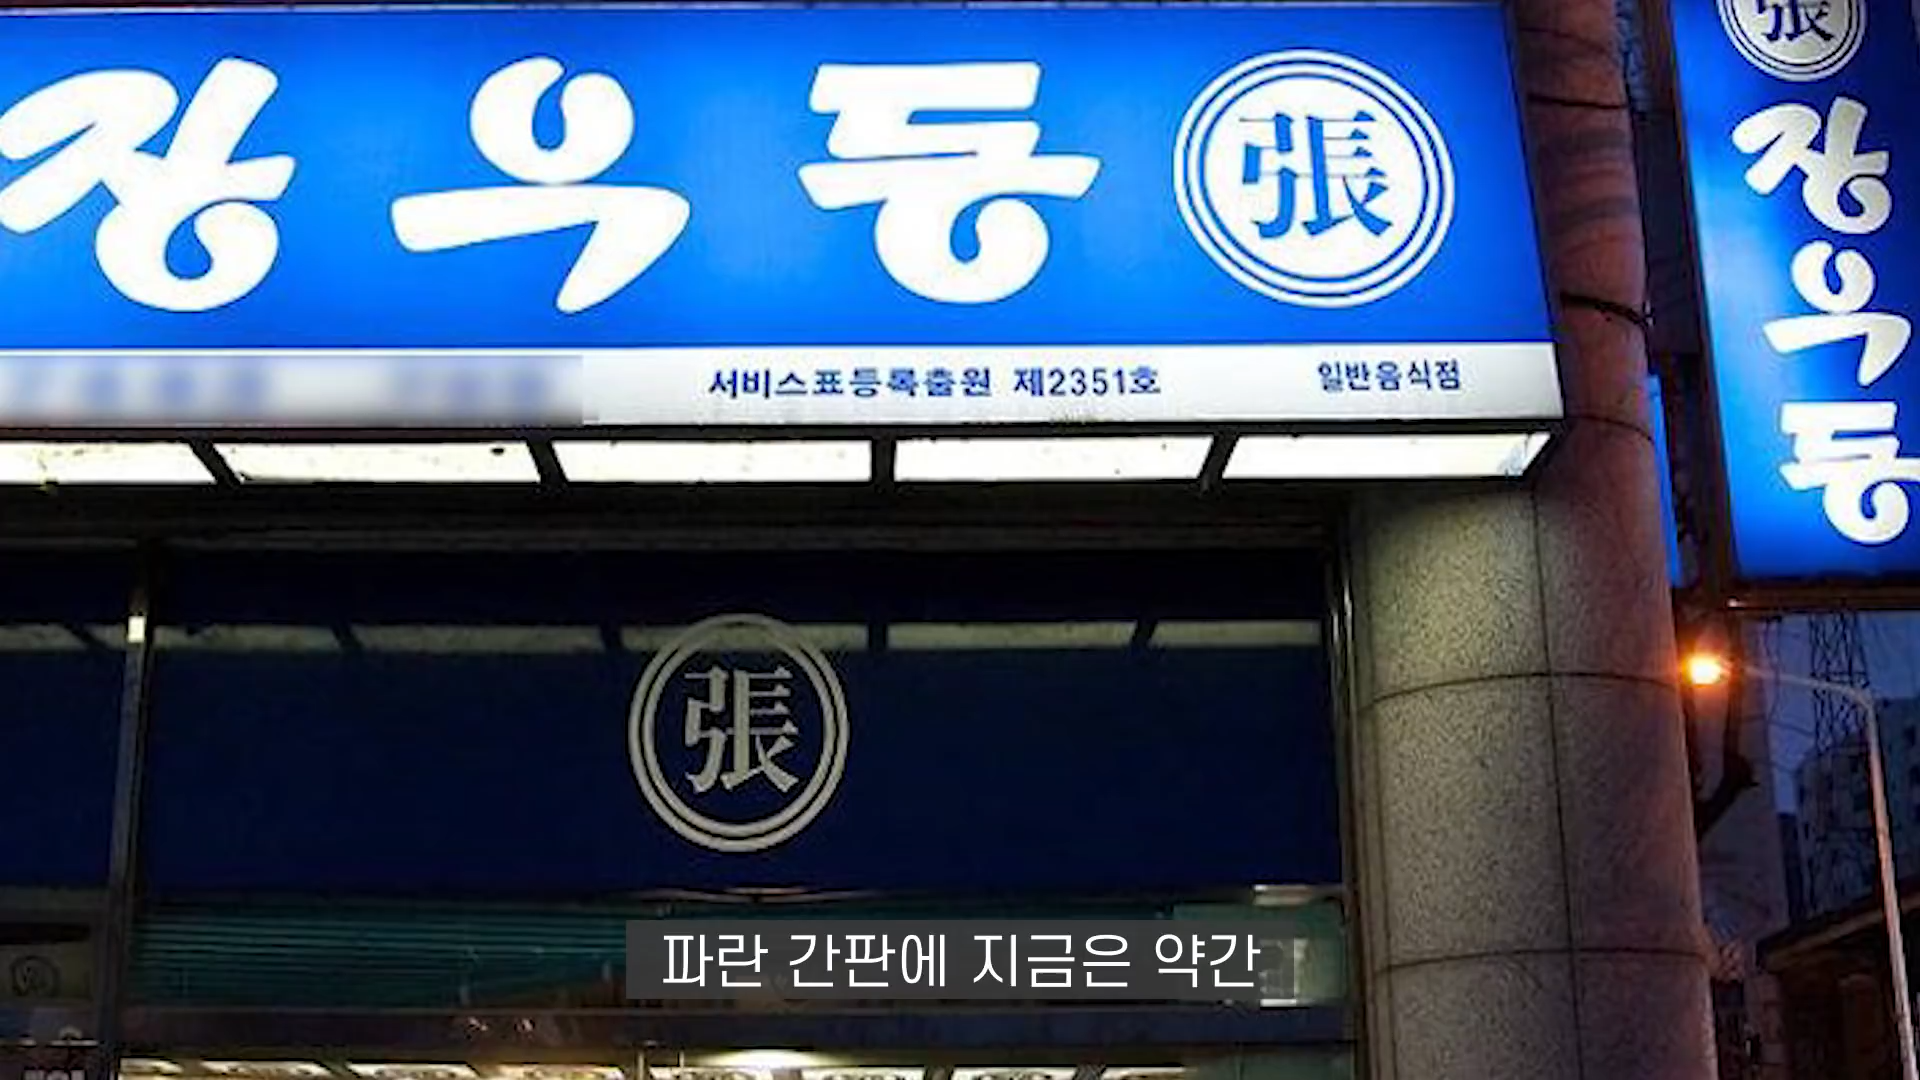 장우동 張
서비스표등록출원 제2351호 일반음식점
張
장
우
동
張
파란 간판에 지금은 약간